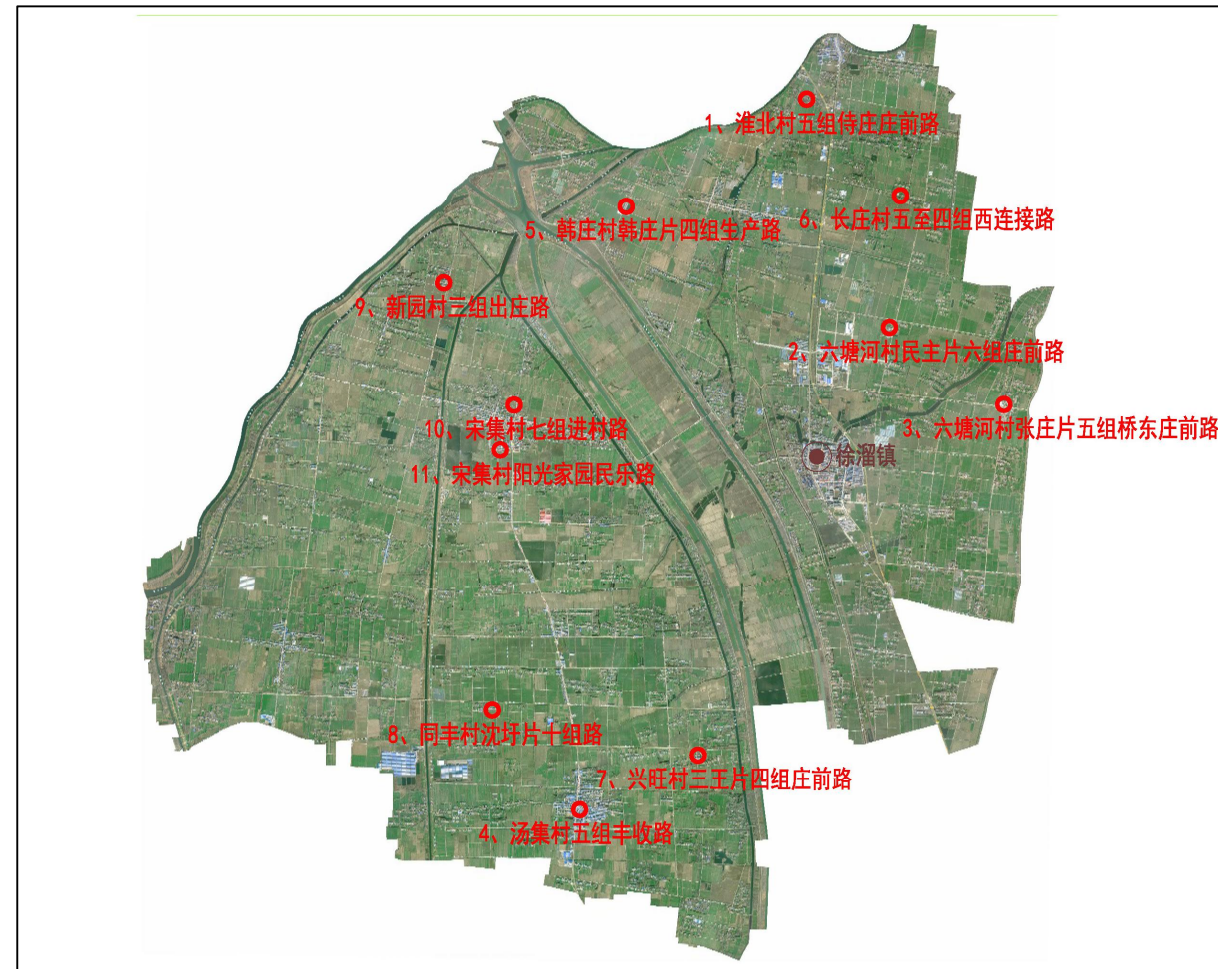 1、淮北村五组侍庄庄前路
6、长庄村五至四组西连接路
5、韩庄村韩庄片四组生产路
9、新园村三组出庄路
2、六塘河村民主片六组庄前路
10、宋集村七组进村路
3、六塘河村张庄片五组桥东庄前路
徐溜镇
11、宋集村阳光家园民乐路
8、同丰村沈圩片十组路
7、兴旺村三王片四组庄前路
4、汤集村五组丰收路